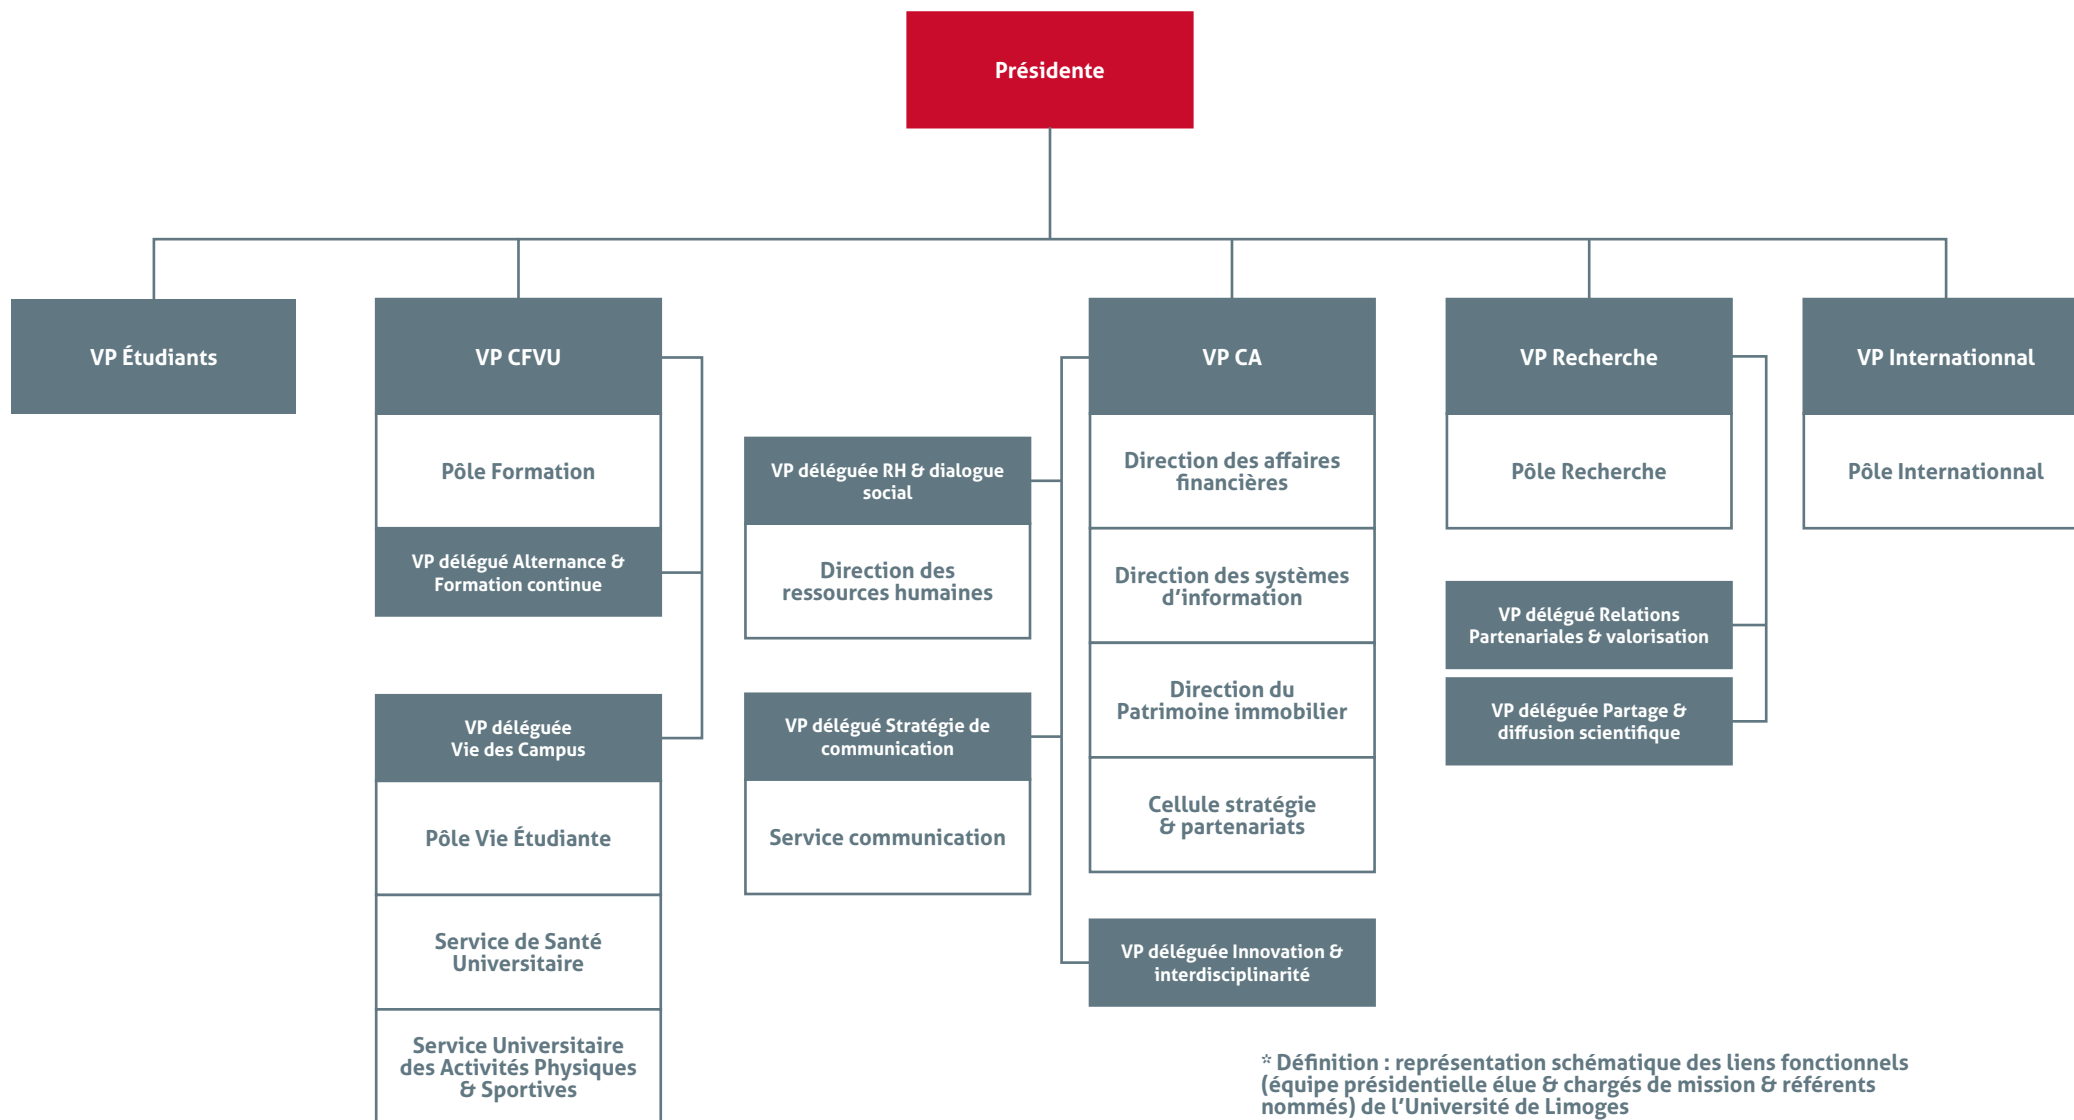 Présidente
VP Étudiants
VP CFVU
Pôle Formation
VP délégué Alternance &
Formation continue
VP déléguée
Vie des Campus
Pôle Vie Étudiante
Service de Santé
Universitaire
Service Universitaire
des Activités Physiques
& Sportives
VP déléguée RH & dialogue
social
Direction des
ressources humaines
VP délégué Stratégie de
communication
Service communication
VP CA
Direction des affaires
financières
Direction des systèmes
d'information
Direction du
Patrimoine immobilier
Cellule stratégie
& partenariats
VP déléguée Innovation &
interdisciplinarité
VP Recherche
Pôle Recherche
VP délégué Relations
Partenariales & valorisation
VP déléguée Partage &
diffusion scientifique
VP Internationnal
Pôle Internationnal
* Définition : représentation schématique des liens fonctionnels
(équipe présidentielle élue & chargés de mission & référents
nommés) de l'Université de Limoges